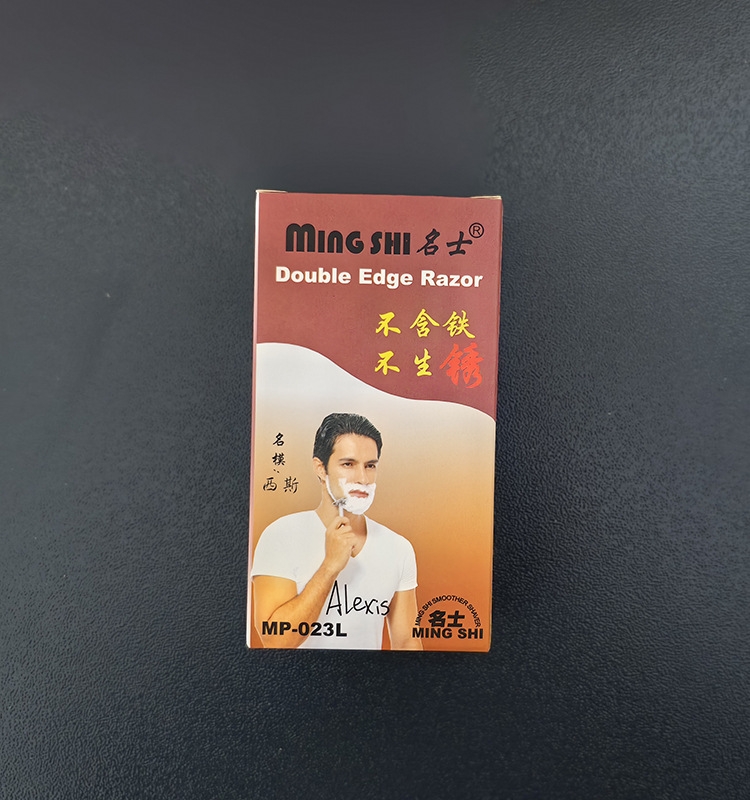 MING SHI 名士®
Double Edge Razor
不含铁
不生锈
名
模:
西斯
Alexis
MP-023L
MING SHI SMOOTHER SHAVER
名士
MING SHI